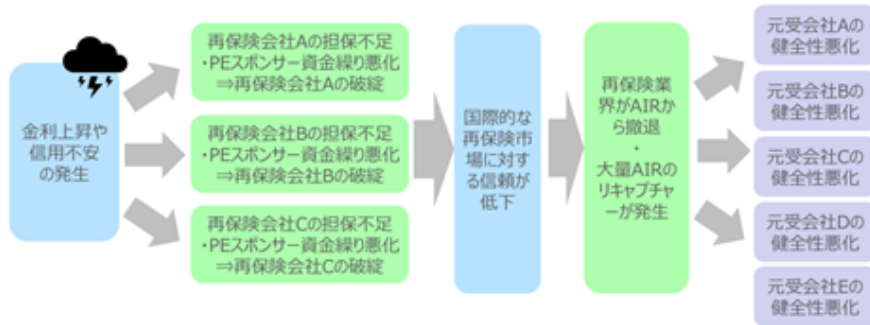 金利上昇や
信用不安
の発生
再保険会社Aの担保不足
・PEスポンサー資金繰り悪化
⇒再保険会社Aの破綻
再保険会社Bの担保不足
・PEスポンサー資金繰り悪化
⇒再保険会社Bの破綻
再保険会社Cの担保不足
・PEスポンサー資金繰り悪化
⇒再保険会社Cの破綻
国際的な
再保険市
場に対す
る信頼が
低下
再保険業
界がAIRか
ら撤退
・
大量AIRの
リキャプチャ
ーが発生
元受会社Aの
健全性悪化
元受会社Bの
健全性悪化
元受会社Cの
健全性悪化
元受会社Dの
健全性悪化
元受会社Eの
健全性悪化